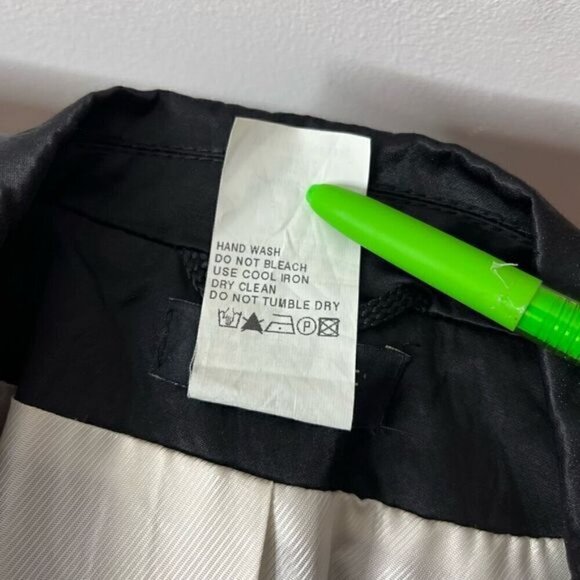 HAND WASH
DO NOT BLEACH
USE COOL IRON
DRY CLEAN
DO NOT TUMBLE DRY
P